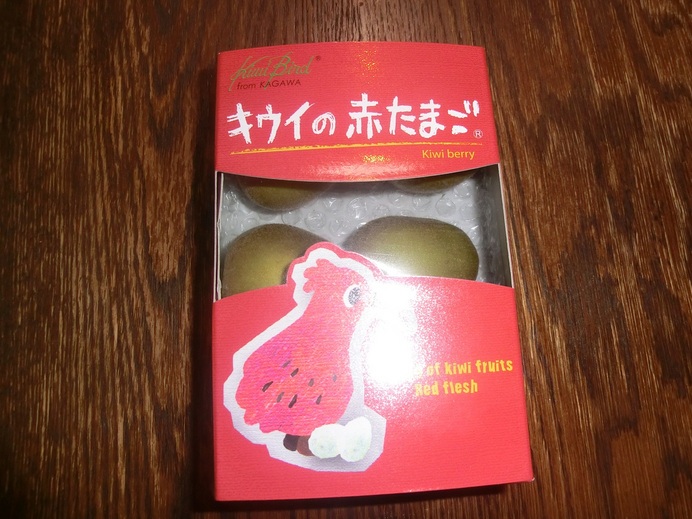 Kiwi Bird®
from KAGAWA
キウイの赤たまご®
Kiwi berry
of kiwi fruits
Red flesh